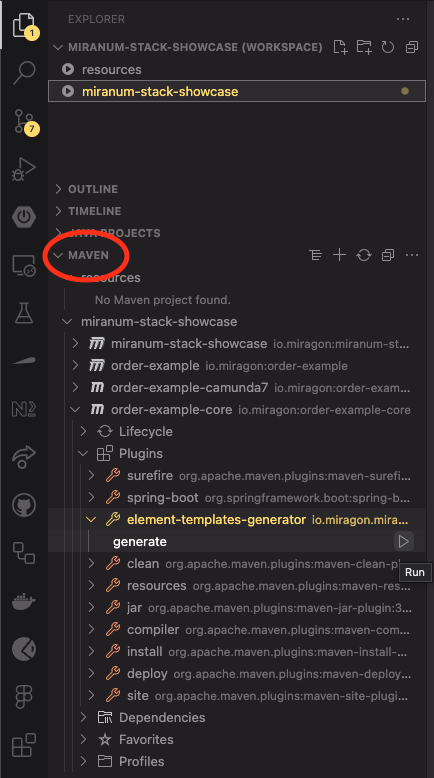 EXPLORER
1
MIRANUM-STACK-SHOWCASE (WORKSPACE)
resources
miranum-stack-showcase
7
OUTLINE
TIMELINE
JAVA PROJECTS
MAVEN
resources
No Maven project found.
miranum-stack-showcase
miranum-stack-showcase io.miragon:miranum-st...
order-example io.miragon:order-example
order-example-camunda7 io.miragon:order-exam...
order-example-core io.miragon:order-example-core
Lifecycle
Plugins
surefire org.apache.maven.plugins:maven-surefi...
spring-boot org.springframework.boot:spring-b...
element-templates-generator io.miragon.mira...
generate
Run
clean org.apache.maven.plugins:maven-clean-pl
resources org.apache.maven.plugins:maven-res...
jar org.apache.maven.plugins:maven-jar-plugin:3...
compiler org.apache.maven.plugins:maven-com...
install org.apache.maven.plugins:maven-install-...
deploy org.apache.maven.plugins:maven-deploy...
site org.apache.maven.plugins:maven-site-plugi...
Dependencies
Favorites
Profiles